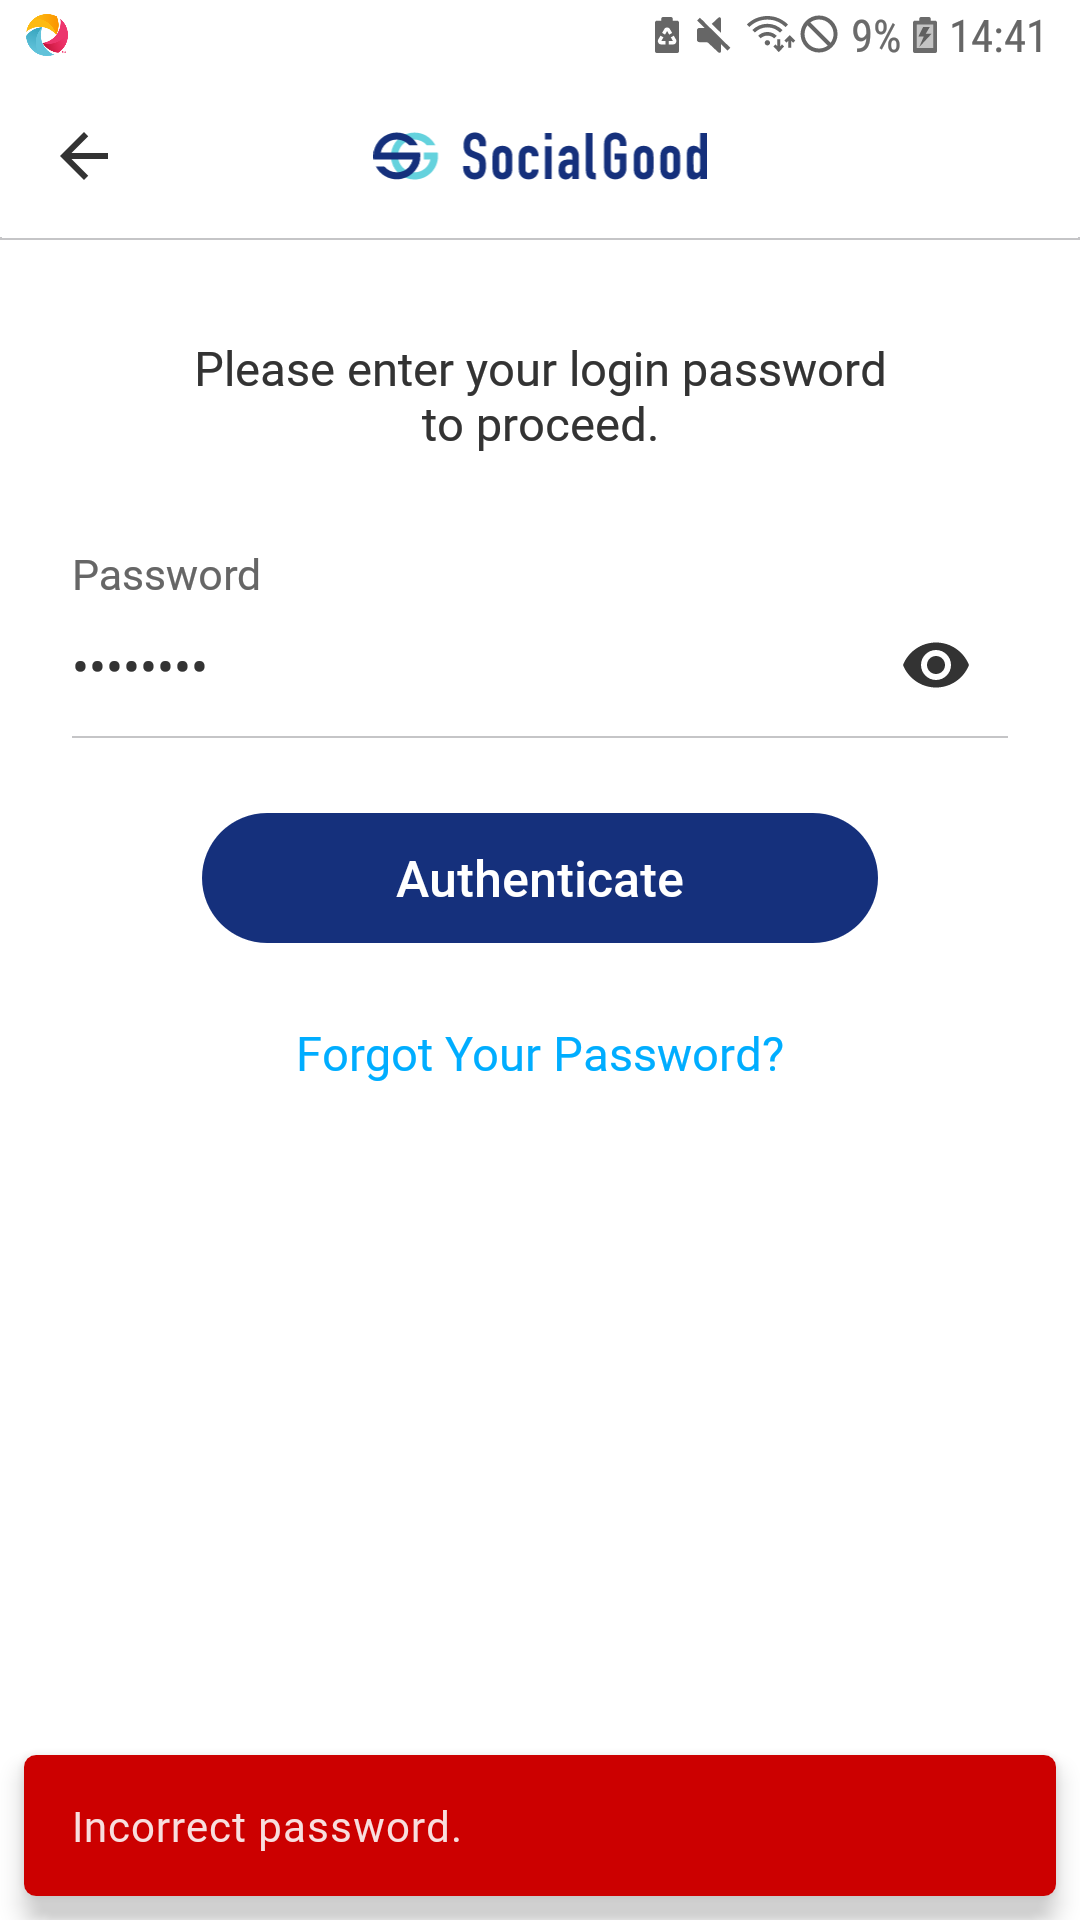 9% 14:41
SocialGood
Please enter your login password
to proceed.
Password
••••••••
Authenticate
Forgot Your Password?
Incorrect password.